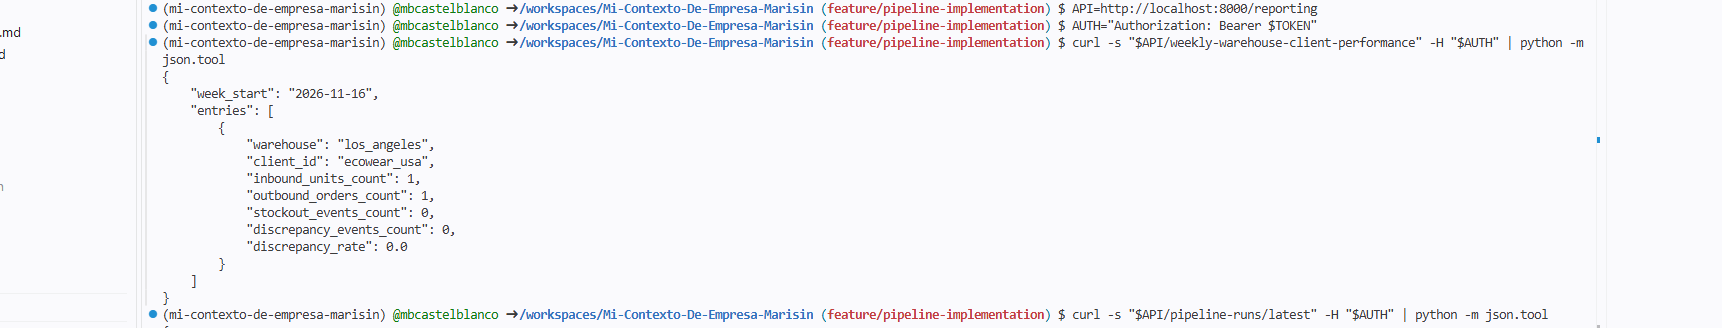 (mi-contexto-de-empresa-marisin) @mbcastelblanco →/workspaces/Mi-Contexto-De-Empresa-Marisin (feature/pipeline-implementation) $ API=http://localhost:8000/reporting
(mi-contexto-de-empresa-marisin) @mbcastelblanco →/workspaces/Mi-Contexto-De-Empresa-Marisin (feature/pipeline-implementation) $ AUTH="Authorization: Bearer $TOKEN"
(mi-contexto-de-empresa-marisin) @mbcastelblanco →/workspaces/Mi-Contexto-De-Empresa-Marisin (feature/pipeline-implementation) $ curl -s "$API/weekly-warehouse-client-performance" -H "$AUTH" | python -m
json.tool
{
    "week_start": "2026-11-16",
    "entries": [
        {
            "warehouse": "los_angeles",
            "client_id": "ecowear_usa",
            "inbound_units_count": 1,
            "outbound_orders_count": 1,
            "stockout_events_count": 0,
            "discrepancy_events_count": 0,
            "discrepancy_rate": 0.0
        }
    ]
}
(mi-contexto-de-empresa-marisin) @mbcastelblanco →/workspaces/Mi-Contexto-De-Empresa-Marisin (feature/pipeline-implementation) $ curl -s "$API/pipeline-runs/latest" -H "$AUTH" | python -m json.tool
.md